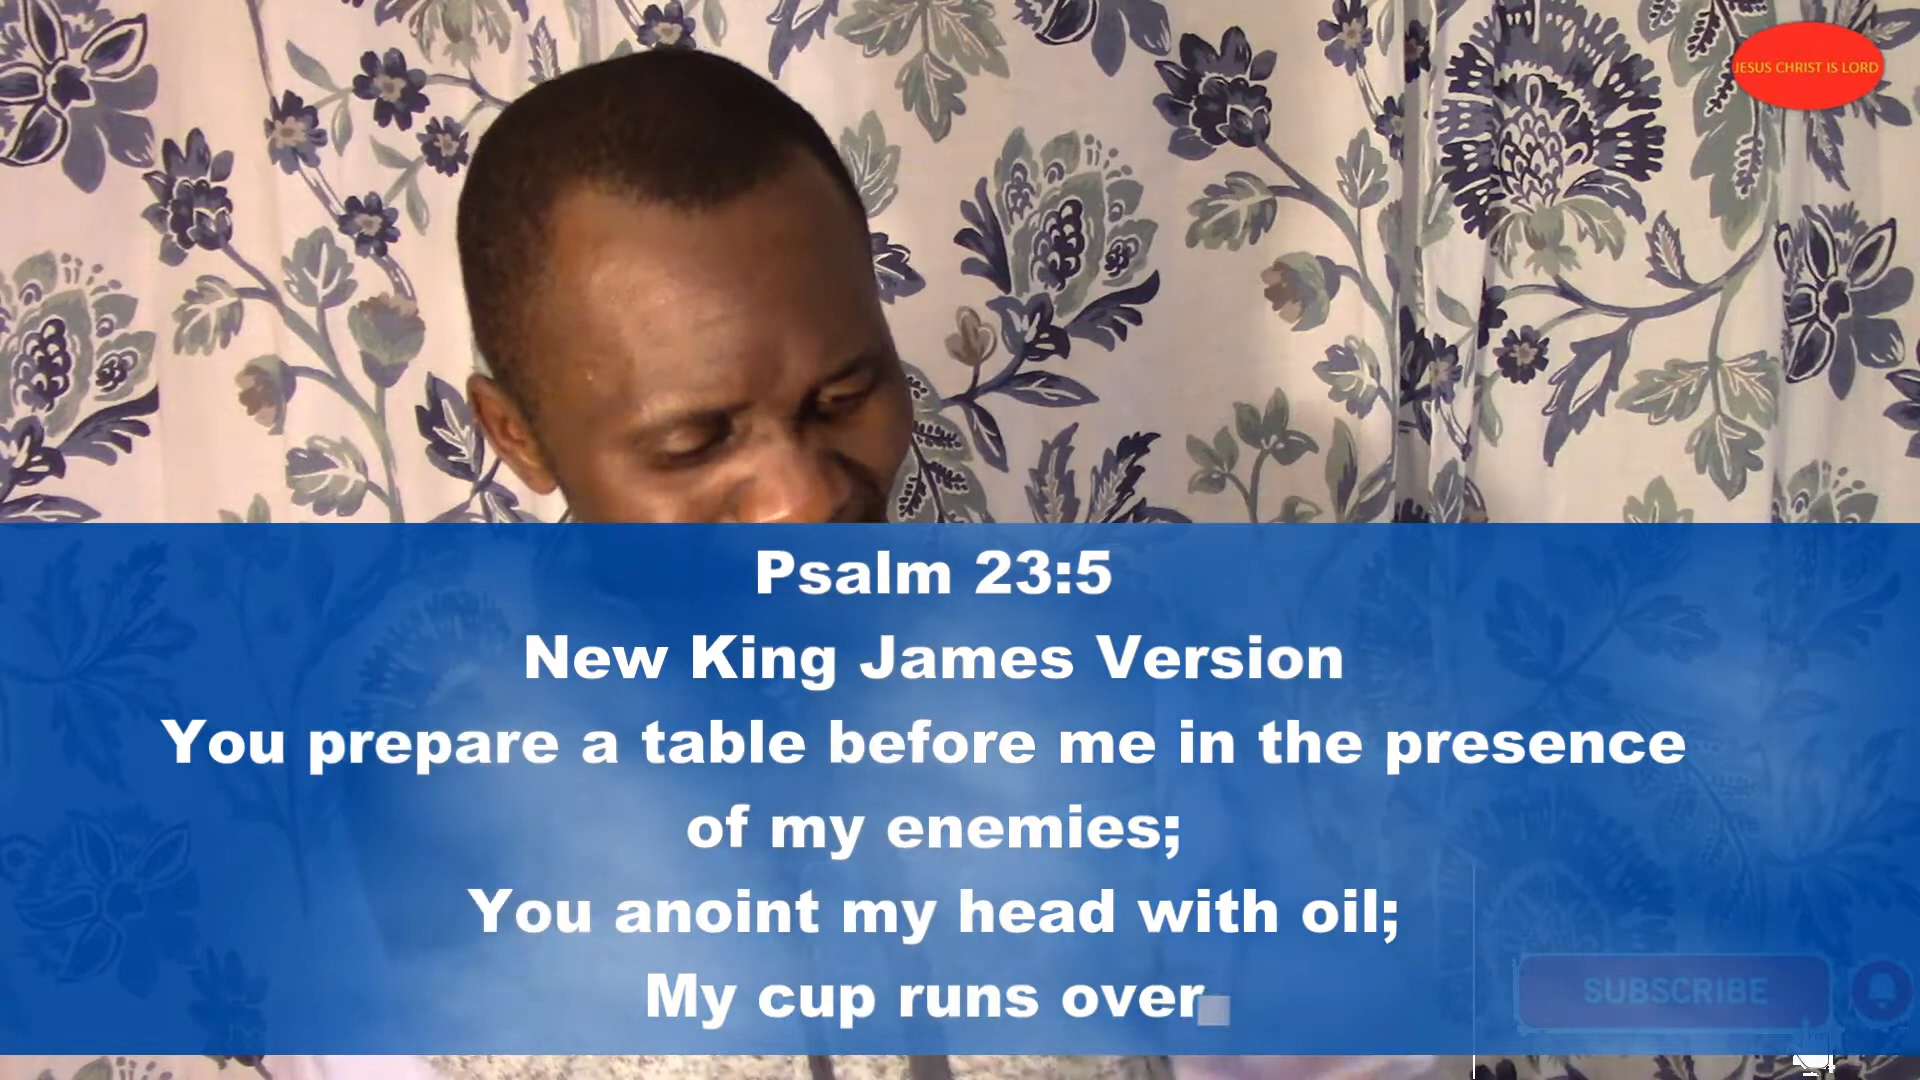 JESUS CHRIST IS LORD
Psalm 23:5
New King James Version
You prepare a table before me in the presence
of my enemies;
You anoint my head with oil;
My cup runs over
SUBSCRIBE